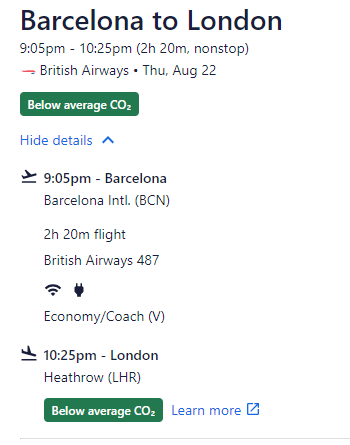 Barcelona to London
9:05pm - 10:25pm (2h 20m, nonstop)
British Airways • Thu, Aug 22
Below average CO₂
Hide details
9:05pm - Barcelona
Barcelona Intl. (BCN)
2h 20m flight
British Airways 487
Economy/Coach (V)
10:25pm - London
Heathrow (LHR)
Below average CO₂ Learn more